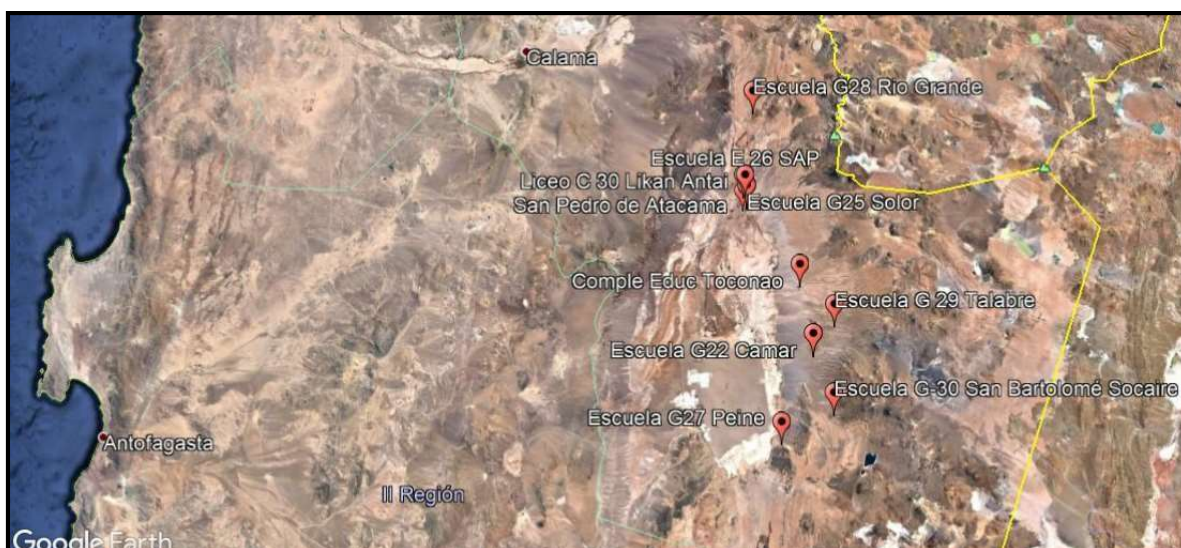 Calama
Escuela G28 Rio Grande
Escuela E 26 SAP
Liceo C 30 Likan Antai
San Pedro de Atacama
Escuela G25 Solor
Comple Educ Toconao
Escuela G 29 Talabre
Escuela G22 Camar
Escuela G-30 San Bartolomé Socaire
Escuela G27 Peine
Antofagasta
II Región
Google Earth